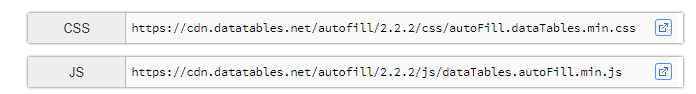 CSS https://cdn.datatables.net/autofill/2.2.2/css/autoFill.dataTables.min.css
JS https://cdn.datatables.net/autofill/2.2.2/js/dataTables.autoFill.min.js